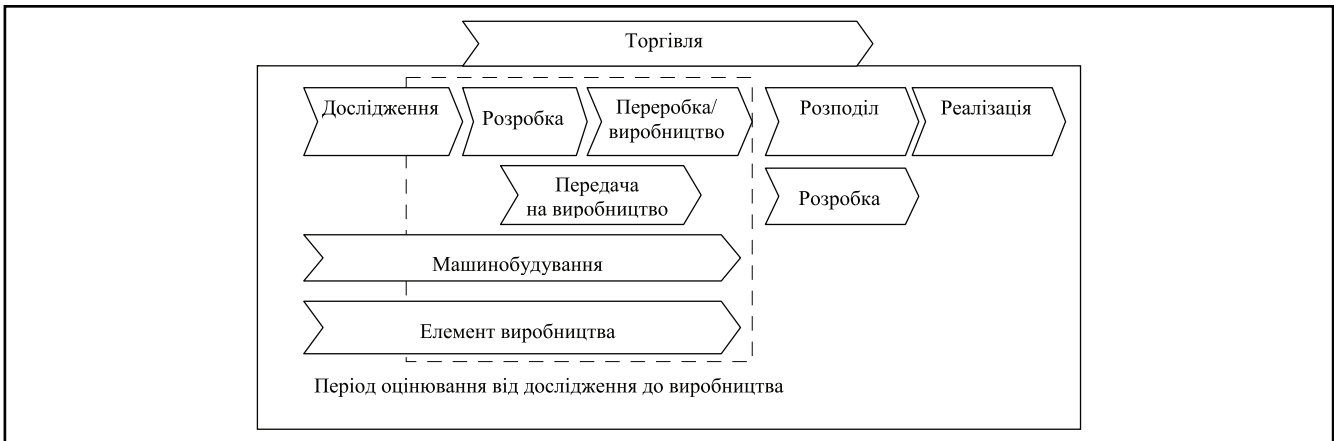 Торгівля
Дослідження
Розробка
Переробка/
виробництво
Розподіл
Реалізація
Передача
на виробництво
Розробка
Машинобудування
Елемент виробництва
Період оцінювання від дослідження до виробництва